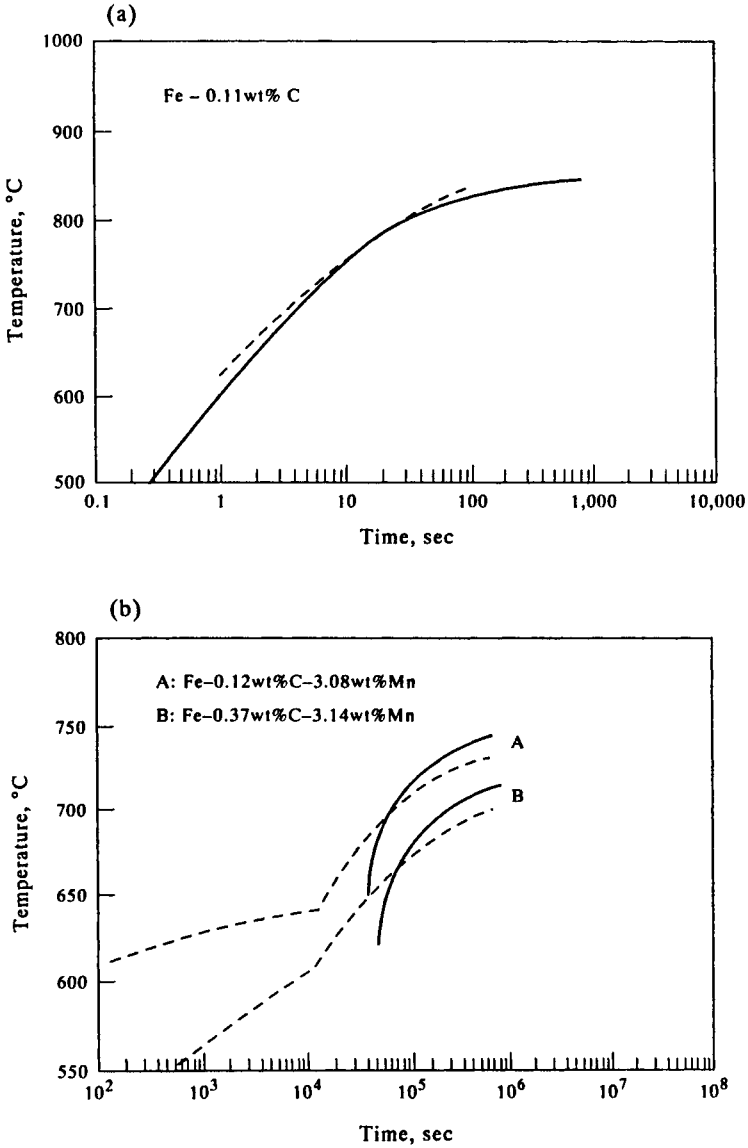 (a)
1000
Fe – 0.11wt% C
900
800
700
600
500
0.1 1 10 100 1,000 10,000
Temperature, °C
Time, sec
(b)
800
A: Fe–0.12wt%C–3.08wt%Mn
B: Fe–0.37wt%C–3.14wt%Mn
750
A
700
B
650
600
550
10² 10³ 10⁴ 10⁵ 10⁶ 10⁷ 10⁸
Temperature, °C
Time, sec